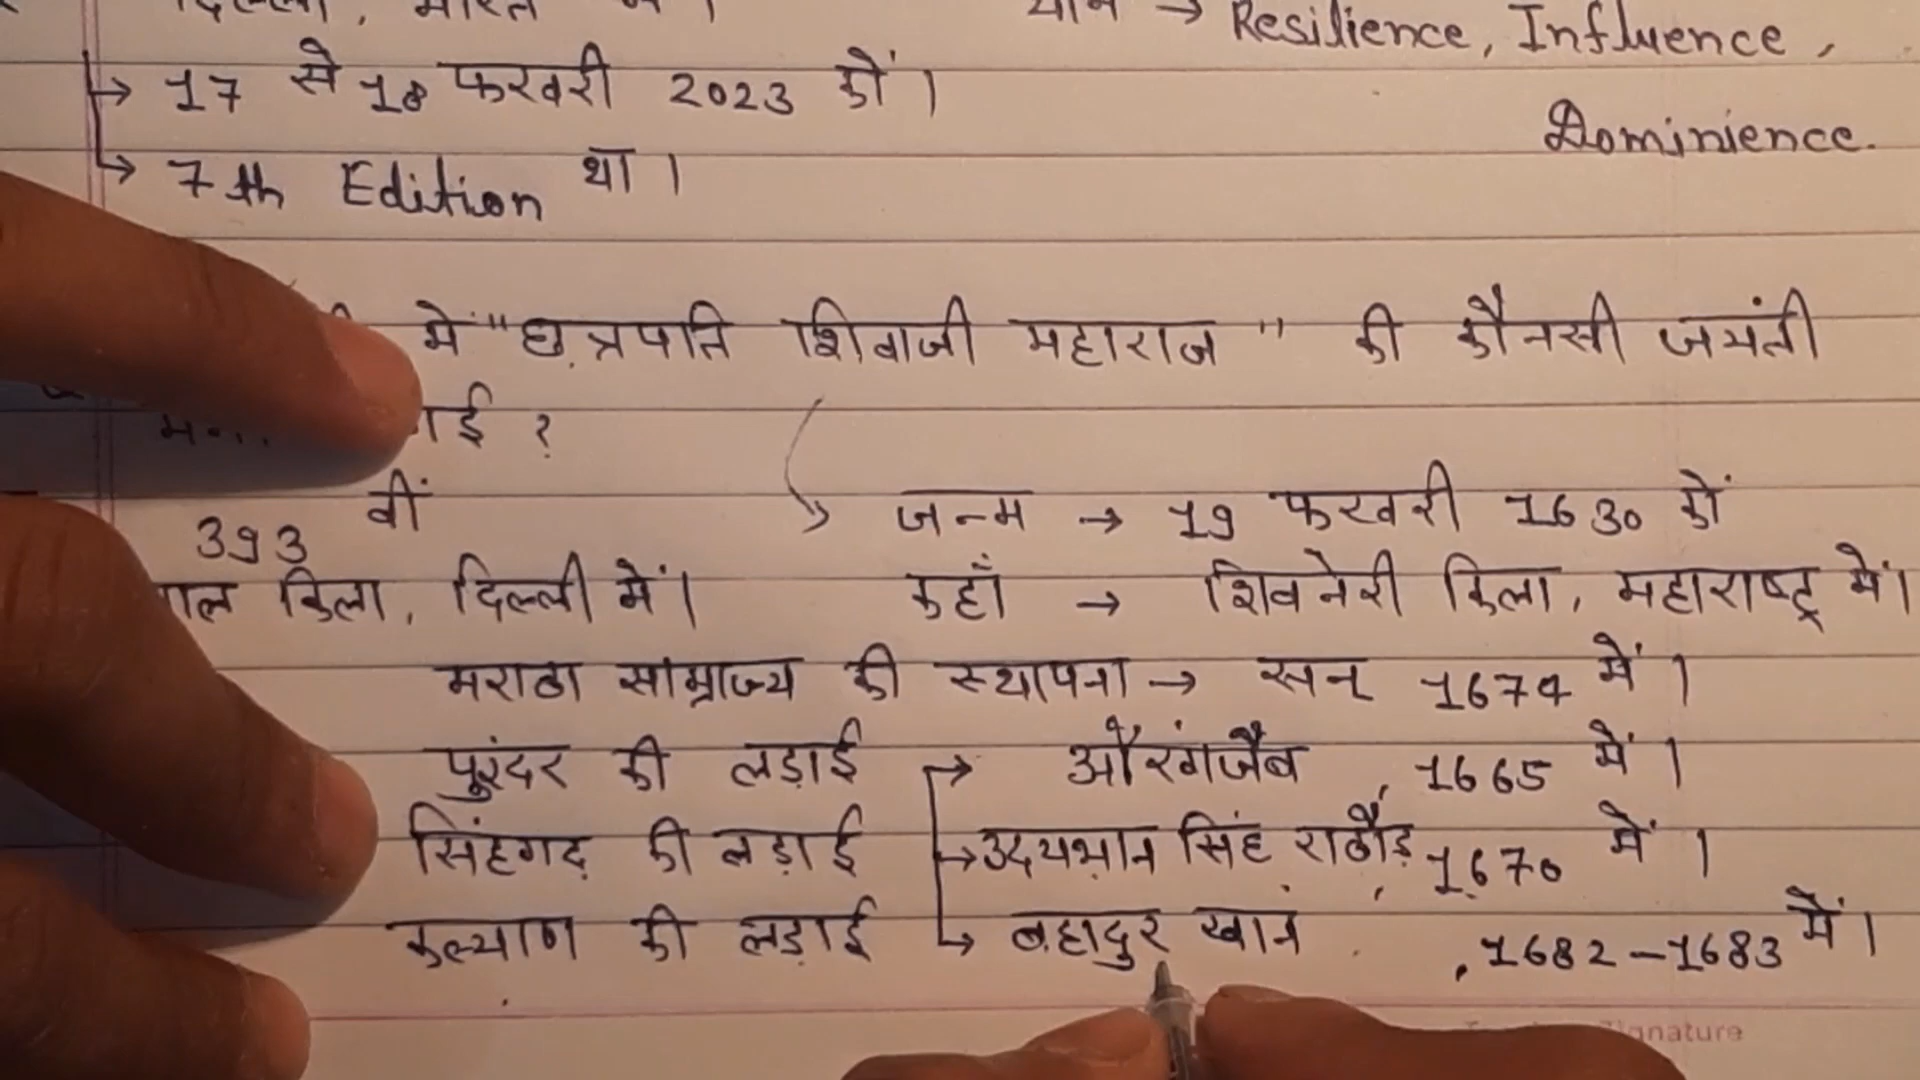 दिल्ली, भारत में। → Resilience, Influence,
Dominience.
→ 17 से 18 फरवरी 2023 को।
→ 7th Edition था।
में "छत्रपति शिवाजी महाराज" की कौनसी जयंती
गई?
393 वीं → जन्म → 19 फरवरी 1630 को
किला, दिल्ली में। कहाँ → शिवनेरी किला, महाराष्ट्र में।
मराठा साम्राज्य की स्थापना → सन् 1674 में।
पुरंदर की लड़ाई → औरंगजैब, 1665 में।
सिंहगढ़ की लड़ाई → उदयभान सिंह राठौड़, 1670 में।
कल्याण की लड़ाई → बहादुर खान, 1682-1683 में।